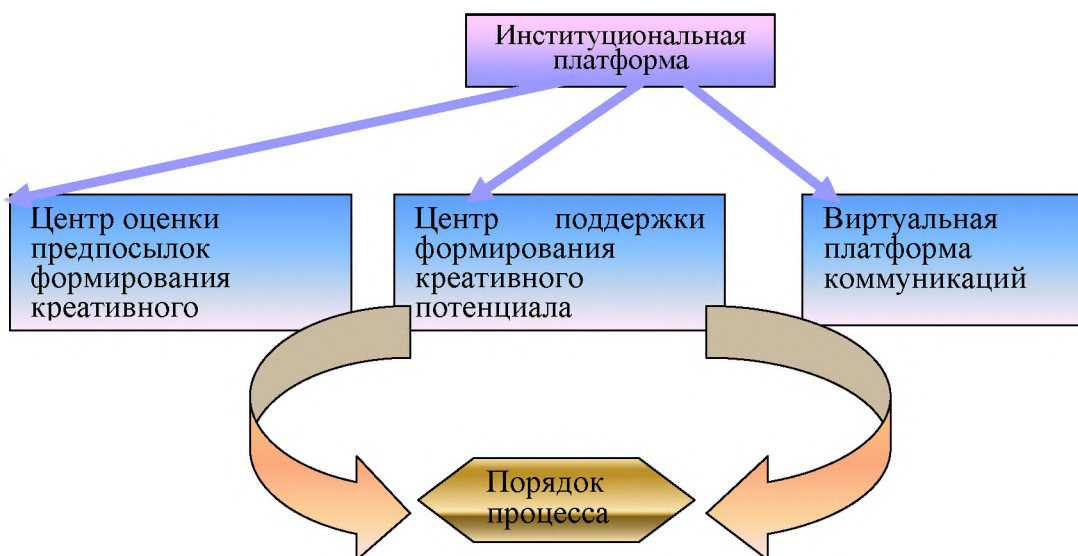 Институциональная
платформа
Центр оценки
предпосылок
формирования
креативного
Центр поддержки
формирования
креативного
потенциала
Виртуальная
платформа
коммуникаций
Порядок
процесса